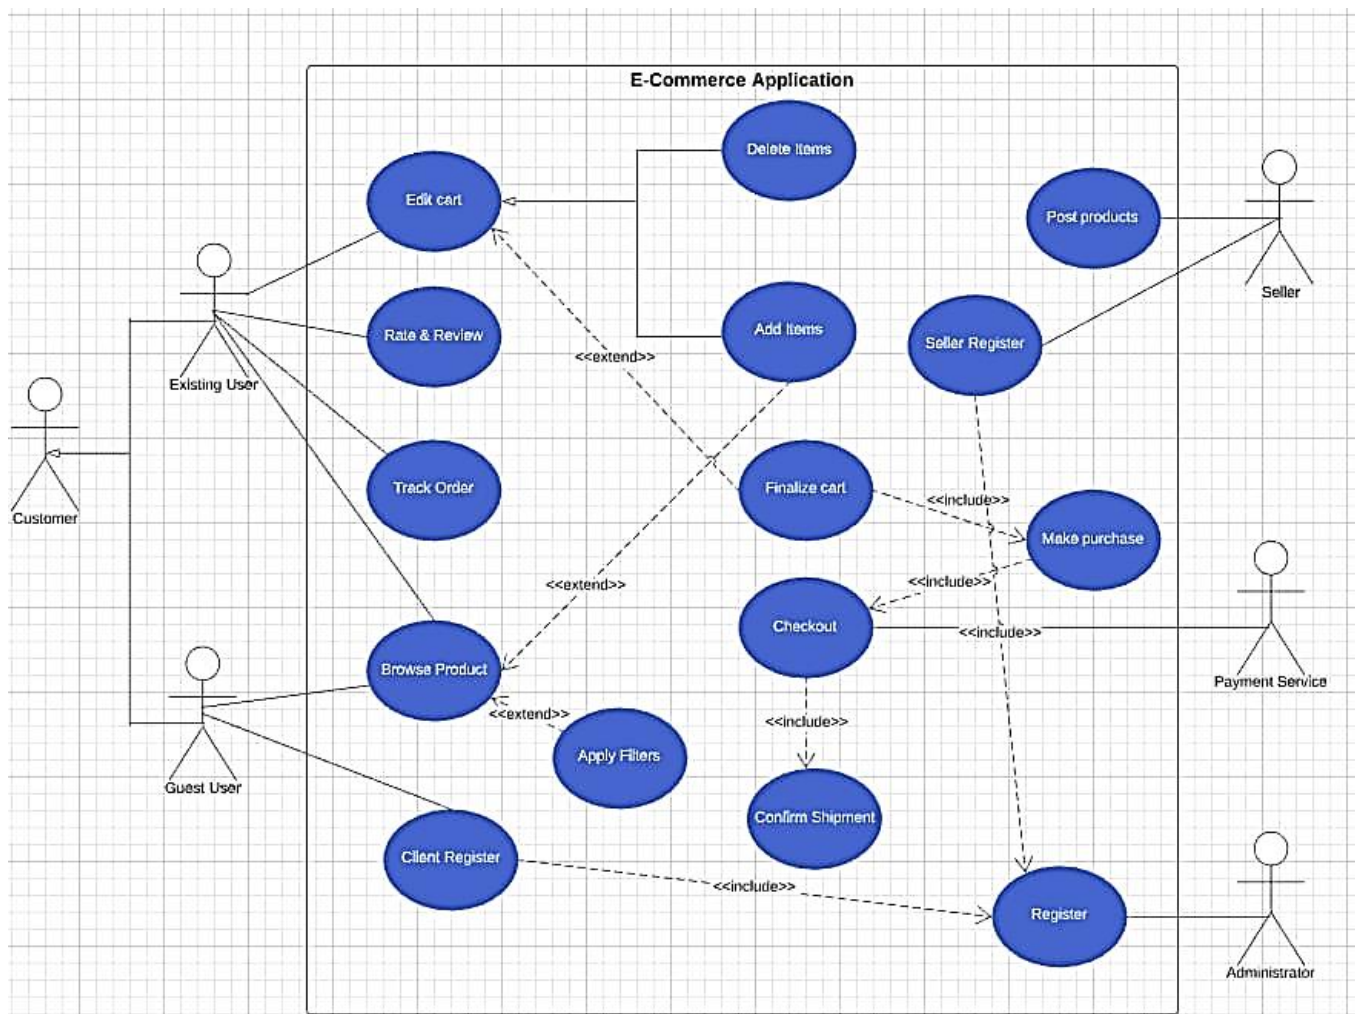 E-Commerce Application
Delete Items
Edit cart
Post products
Seller
Add Items
Rate & Review
Seller Register
<<extend>>
Existing User
Track Order
Finalize cart
<<include>>
Customer
Make purchase
<<extend>>
<<include>>
Checkout
<<include>>
Browse Product
Payment Service
<<extend>>
<<include>>
Apply Filters
Guest User
Confirm Shipment
Client Register
<<include>>
Register
Administrator